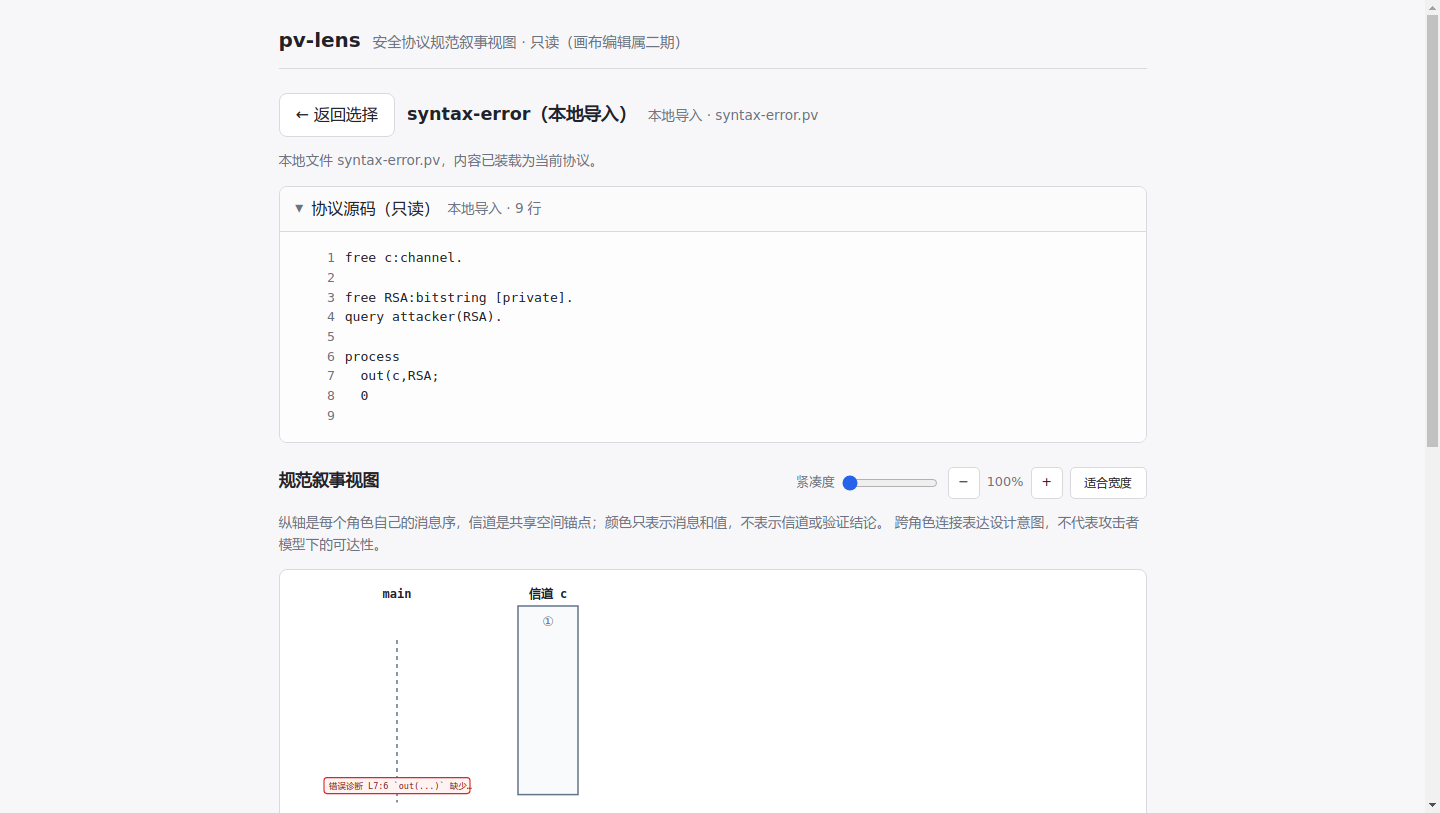 pv-lens 安全协议规范叙事视图 · 只读（画布编辑属二期）
← 返回选择 syntax-error（本地导入） 本地导入 · syntax-error.pv
本地文件 syntax-error.pv，内容已装载为当前协议。
▼ 协议源码（只读） 本地导入 · 9 行
1 free c:channel.
2
3 free RSA:bitstring [private].
4 query attacker(RSA).
5
6 process
7   out(c,RSA;
8   0
9
规范叙事视图 紧凑度 − 100% + 适合宽度
纵轴是每个角色自己的消息序，信道是共享空间锚点；颜色只表示消息和值，不表示信道或验证结论。 跨角色连接表达设计意图，不代表攻击者
模型下的可达性。
main 信道 c
①
错误诊断 L7:6 `out(...)` 缺少…